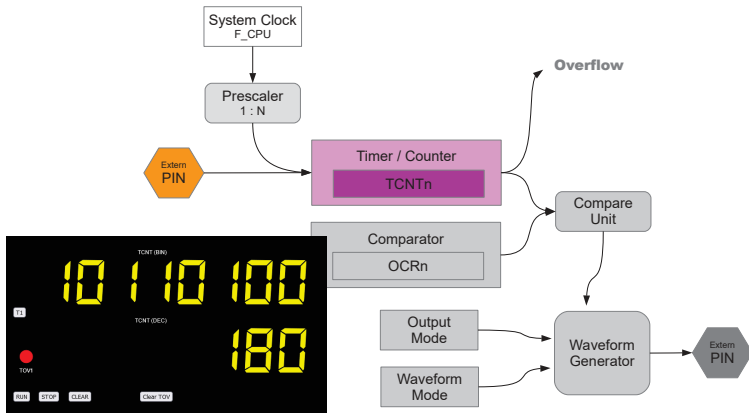 System Clock
F_CPU
Prescaler
1 : N
Overflow
Extern
PIN
Timer / Counter
TCNTn
Compare
Unit
Comparator
OCRn
TCNT (BIN)
10110100
T1
TCNT (DEC)
180
TOV1
RUN
STOP
CLEAR
Clear TOV
Output
Mode
Waveform
Mode
Waveform
Generator
Extern
PIN